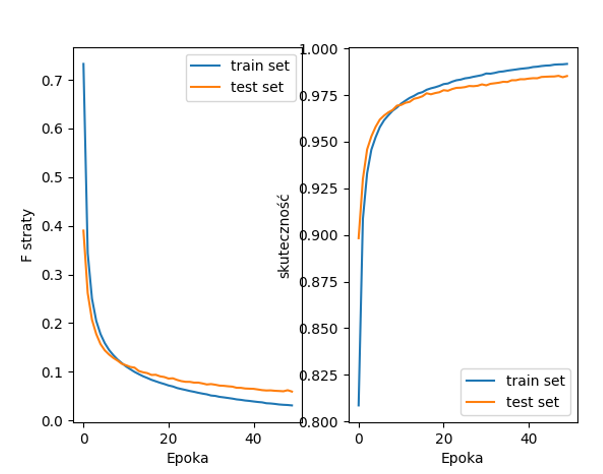 train set
test set
0.7
0.6
0.5
0.4
0.3
0.2
0.1
0.0
F straty
0 20 40
Epoka
1.000
0.975
0.950
0.925
0.900
0.875
0.850
0.825
0.800
skuteczność
train set
test set
0 20 40
Epoka